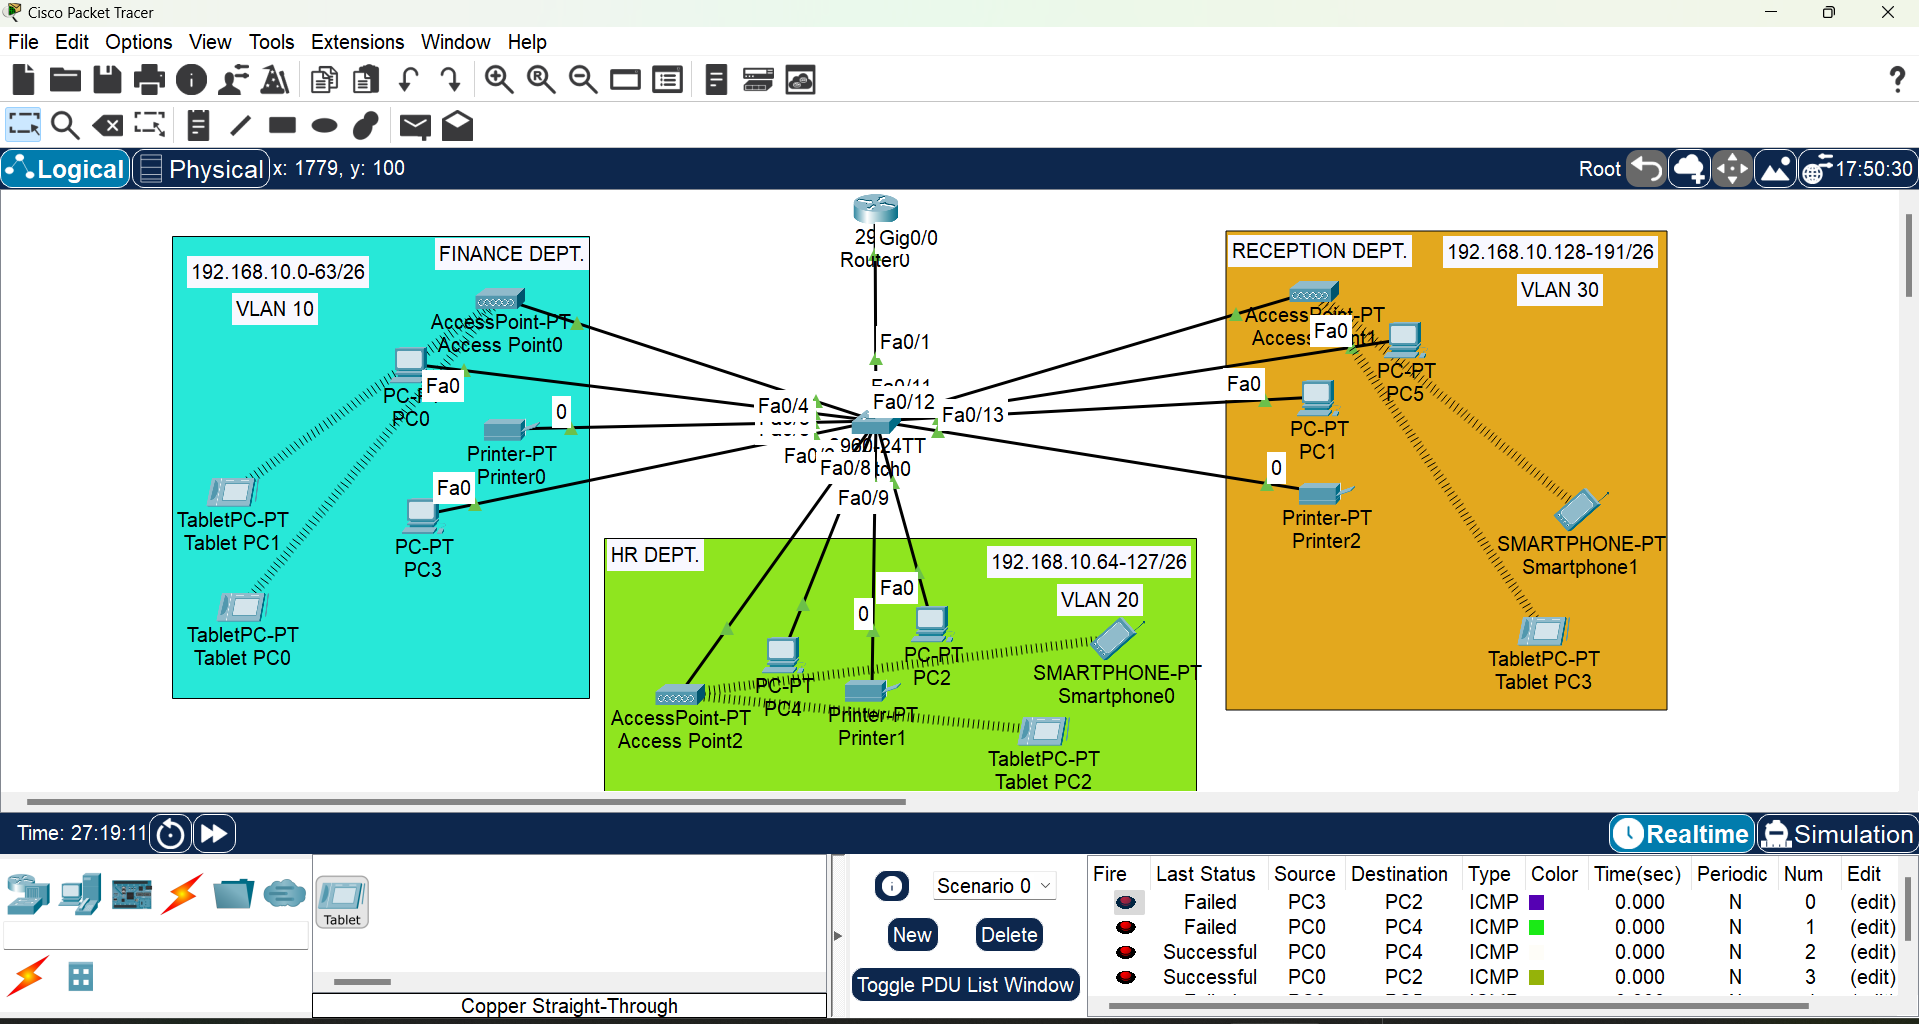 Cisco Packet Tracer
File Edit Options View Tools Extensions Window Help
Logical Physical x: 1779, y: 100
Root 17:50:30
29 Gig0/0
Router0
Fa0/1
FINANCE DEPT.
192.168.10.0-63/26
VLAN 10
AccessPoint-PT
Access Point0
Fa0
PC0
0
Printer-PT
Printer0
Fa0
TabletPC-PT
Tablet PC1
PC-PT
PC3
TabletPC-PT
Tablet PC0
Fa0/11
Fa0/12
Fa0/4
Fa0/13
Fa0/8
Fa0/9
RECEPTION DEPT.
192.168.10.128-191/26
VLAN 30
AccessPoint-PT
Fa0
PC-PT
PC5
Fa0
PC-PT
PC1
0
Printer-PT
Printer2
SMARTPHONE-PT
Smartphone1
TabletPC-PT
Tablet PC3
HR DEPT.
192.168.10.64-127/26
VLAN 20
Fa0
0
PC-PT
PC2
PC-PT
PC4
SMARTPHONE-PT
Smartphone0
AccessPoint-PT
Access Point2
Printer-PT
Printer1
TabletPC-PT
Tablet PC2
Time: 27:19:11
Realtime Simulation
Tablet
Copper Straight-Through
Scenario 0
New Delete
Toggle PDU List Window
Fire Last Status Source Destination Type Color Time(sec) Periodic Num Edit
Failed PC3 PC2 ICMP 0.000 N 0 (edit)
Failed PC0 PC4 ICMP 0.000 N 1 (edit)
Successful PC0 PC4 ICMP 0.000 N 2 (edit)
Successful PC0 PC2 ICMP 0.000 N 3 (edit)